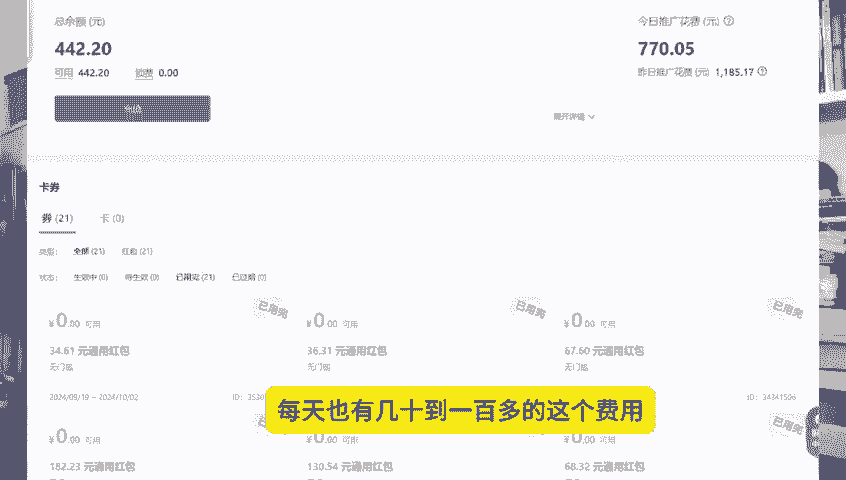 总余额 (元)
442.20
可用 442.20 锁费 0.00
充值
今日推广花费 (元)
770.05
昨日推广花费 (元) 1,185.17
展开详情
卡券
券 (21) 卡 (0)
类型: 全部 (21) 红包 (21)
状态: 生效中 (0) 待生效 (0) 已用完 (21) 已过期 (0)
¥ 0.00 可用 已用完
34.61 元通用红包
无门槛
2024/09/19 ~ 2024/10/02
¥ 0.00 可用 已用完
36.31 元通用红包
无门槛
¥ 0.00 可用 已用完
67.60 元通用红包
无门槛
ID: 34341506
¥ 0.00 可用
182.23 元通用红包
¥ 0.00 可用
130.54 元通用红包
¥ 0.00 可用 已用完
68.32 元通用红包
每天也有几十到一百多的这个费用